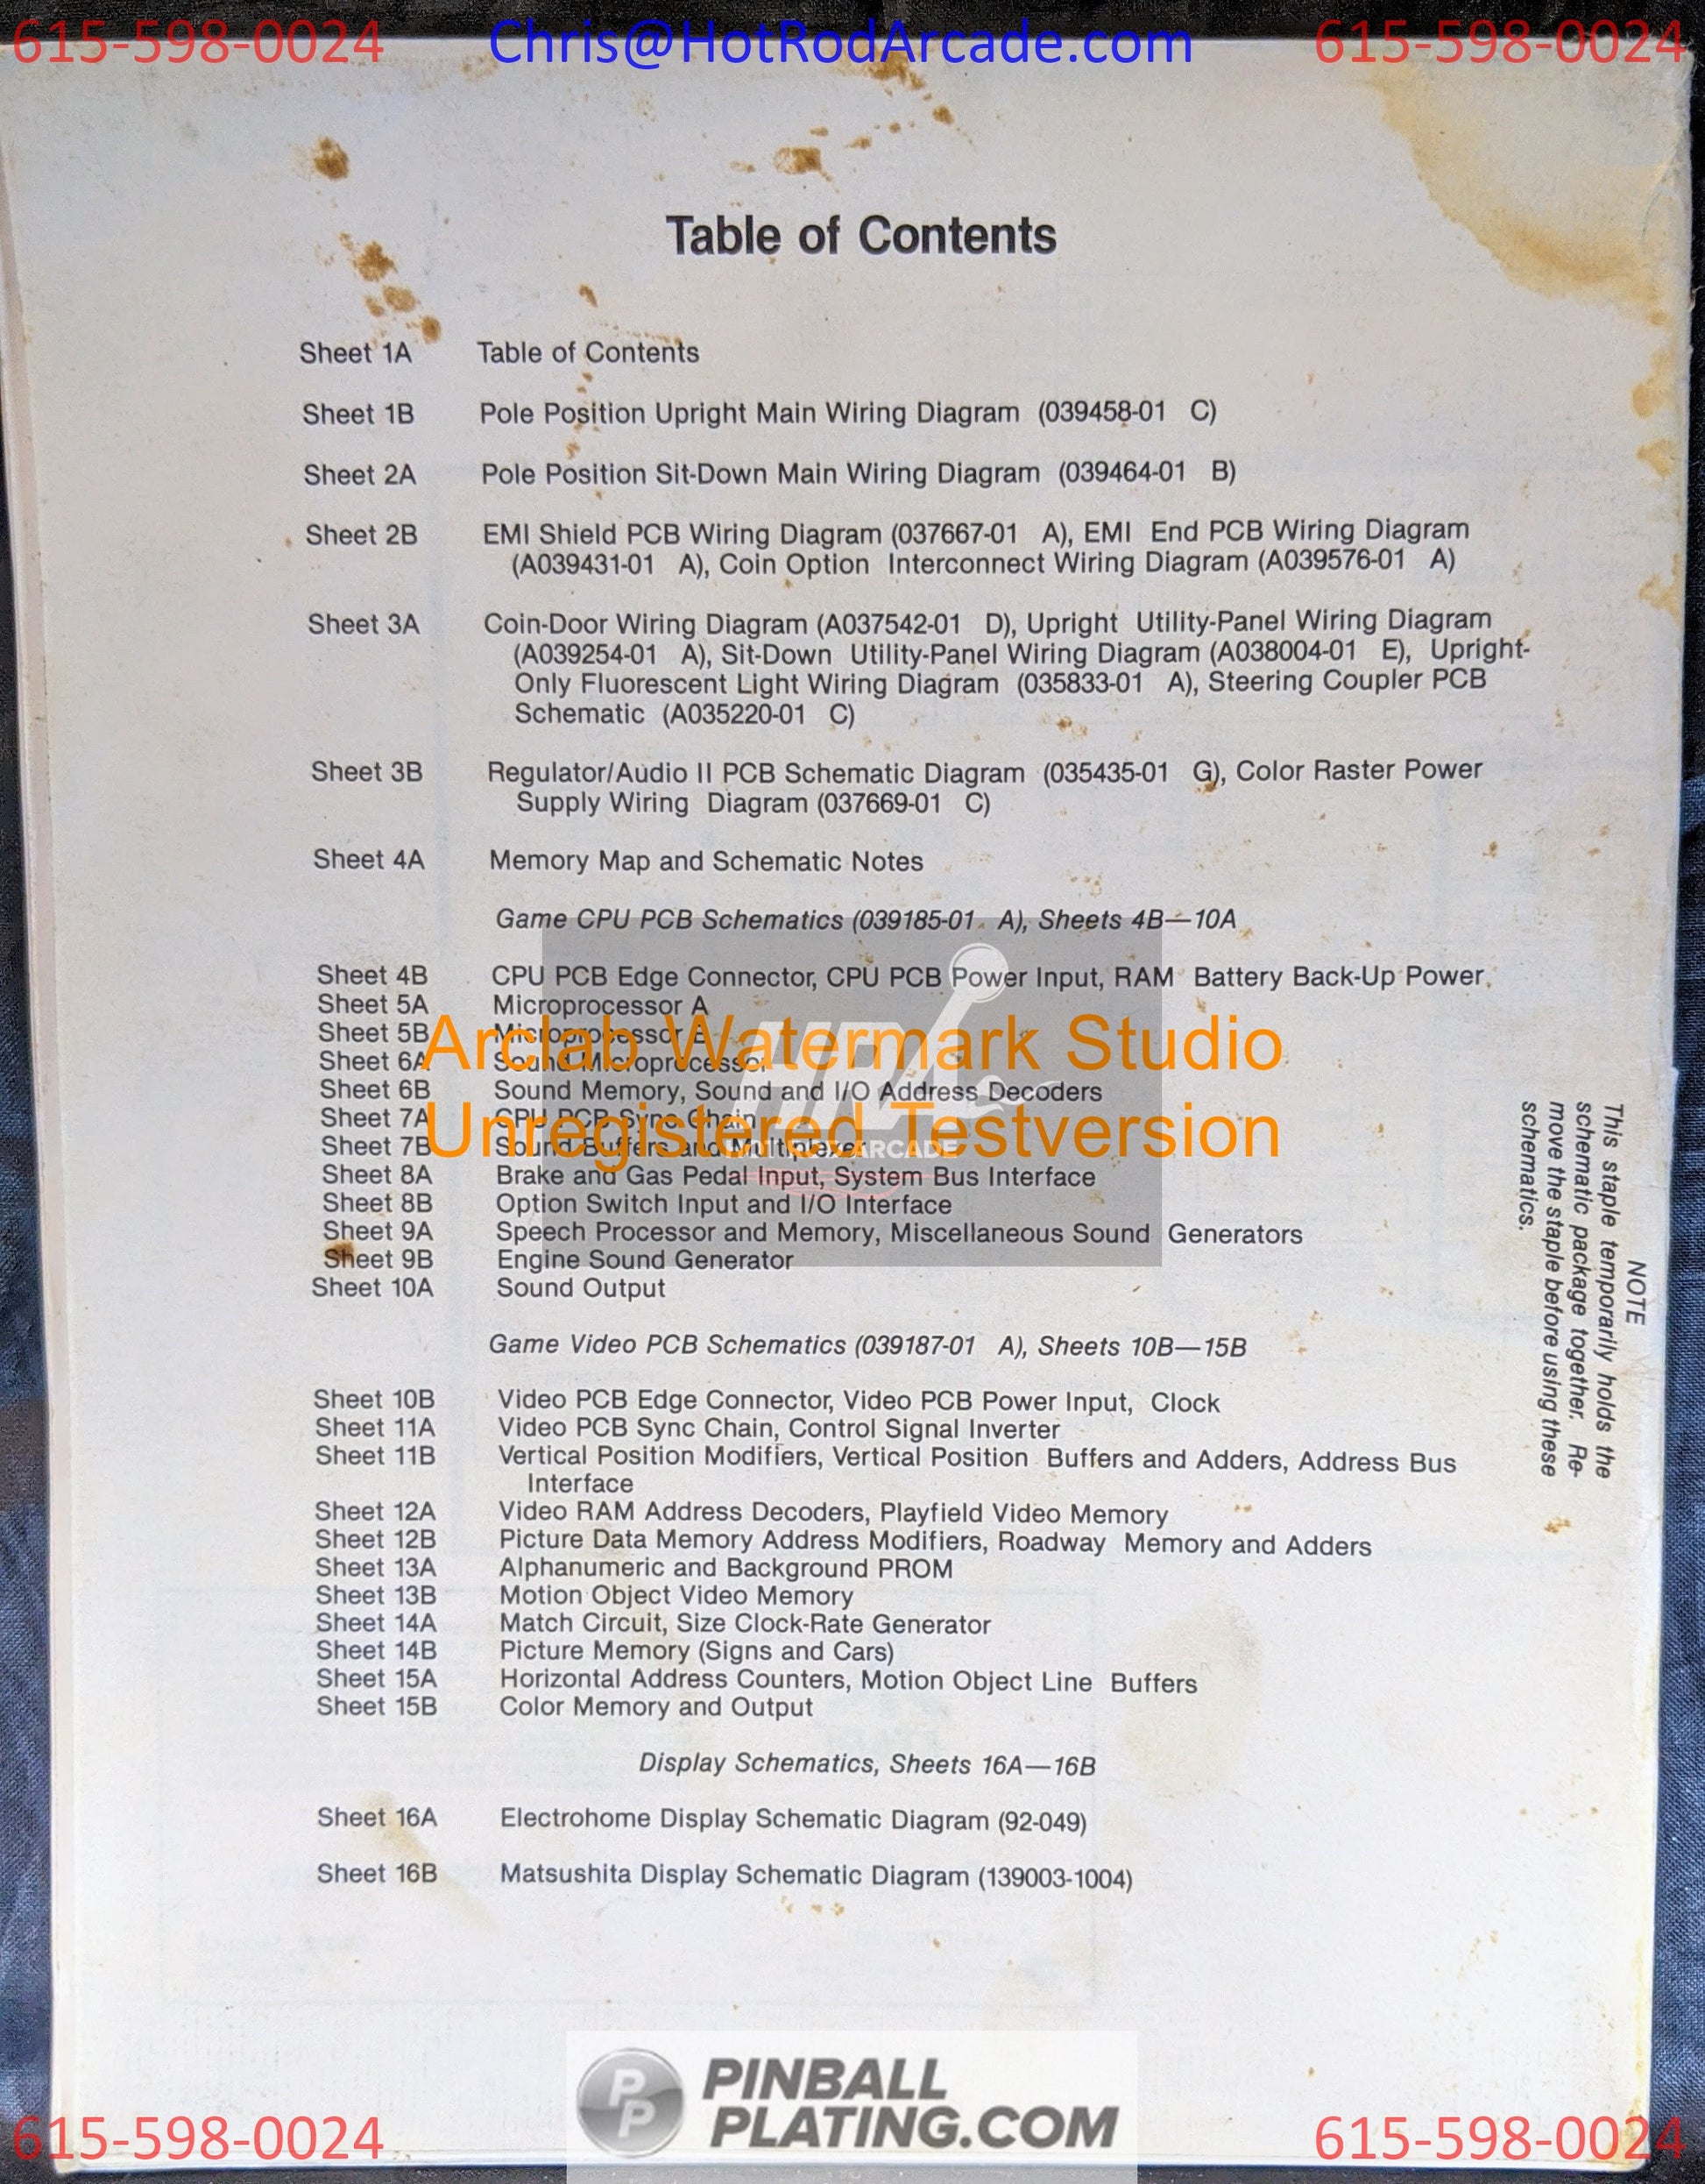 615-598-0024 Chris@HotRodArcade.com 615-598-0024
Table of Contents
Sheet 1A Table of Contents
Sheet 1B Pole Position Upright Main Wiring Diagram (039458-01 C)
Sheet 2A Pole Position Sit-Down Main Wiring Diagram (039464-01 B)
Sheet 2B EMI Shield PCB Wiring Diagram (037667-01 A), EMI End PCB Wiring Diagram
(A039431-01 A), Coin Option Interconnect Wiring Diagram (A039576-01 A)
Sheet 3A Coin-Door Wiring Diagram (A037542-01 D), Upright Utility-Panel Wiring Diagram
(A039254-01 A), Sit-Down Utility-Panel Wiring Diagram (A038004-01 E), Upright-
Only Fluorescent Light Wiring Diagram (035833-01 A), Steering Coupler PCB
Schematic (A035220-01 C)
Sheet 3B Regulator/Audio II PCB Schematic Diagram (035435-01 G), Color Raster Power
Supply Wiring Diagram (037669-01 C)
Sheet 4A Memory Map and Schematic Notes
Game CPU PCB Schematics (039185-01 A), Sheets 4B—10A
Sheet 4B CPU PCB Edge Connector, CPU PCB Power Input, RAM Battery Back-Up Power
Sheet 5A Microprocessor A
Sheet 5B Microprocessor B
Arclab Watermark Studio
Sheet 6A Sound Microprocessor
Sheet 6B Sound Memory, Sound and I/O Address Decoders
Sheet 7A CPU PCB Sync Chain
Unregistered Testversion
Sheet 7B Sound Buffers and Multiplexer
HRA
ARCADE
Sheet 8A Brake and Gas Pedal Input, System Bus Interface
Sheet 8B Option Switch Input and I/O Interface
Sheet 9A Speech Processor and Memory, Miscellaneous Sound Generators
Sheet 9B Engine Sound Generator
Sheet 10A Sound Output
Game Video PCB Schematics (039187-01 A), Sheets 10B—15B
Sheet 10B Video PCB Edge Connector, Video PCB Power Input, Clock
Sheet 11A Video PCB Sync Chain, Control Signal Inverter
Sheet 11B Vertical Position Modifiers, Vertical Position Buffers and Adders, Address Bus
Interface
Sheet 12A Video RAM Address Decoders, Playfield Video Memory
Sheet 12B Picture Data Memory Address Modifiers, Roadway Memory and Adders
Sheet 13A Alphanumeric and Background PROM
Sheet 13B Motion Object Video Memory
Sheet 14A Match Circuit, Size Clock-Rate Generator
Sheet 14B Picture Memory (Signs and Cars)
Sheet 15A Horizontal Address Counters, Motion Object Line Buffers
Sheet 15B Color Memory and Output
Display Schematics, Sheets 16A—16B
Sheet 16A Electrohome Display Schematic Diagram (92-049)
Sheet 16B Matsushita Display Schematic Diagram (139003-1004)
NOTE
This staple temporarily holds the
schematic package together. Re-
move the staple before using these
schematics.
PP
PINBALL
PLATING.COM
615-598-0024 615-598-0024